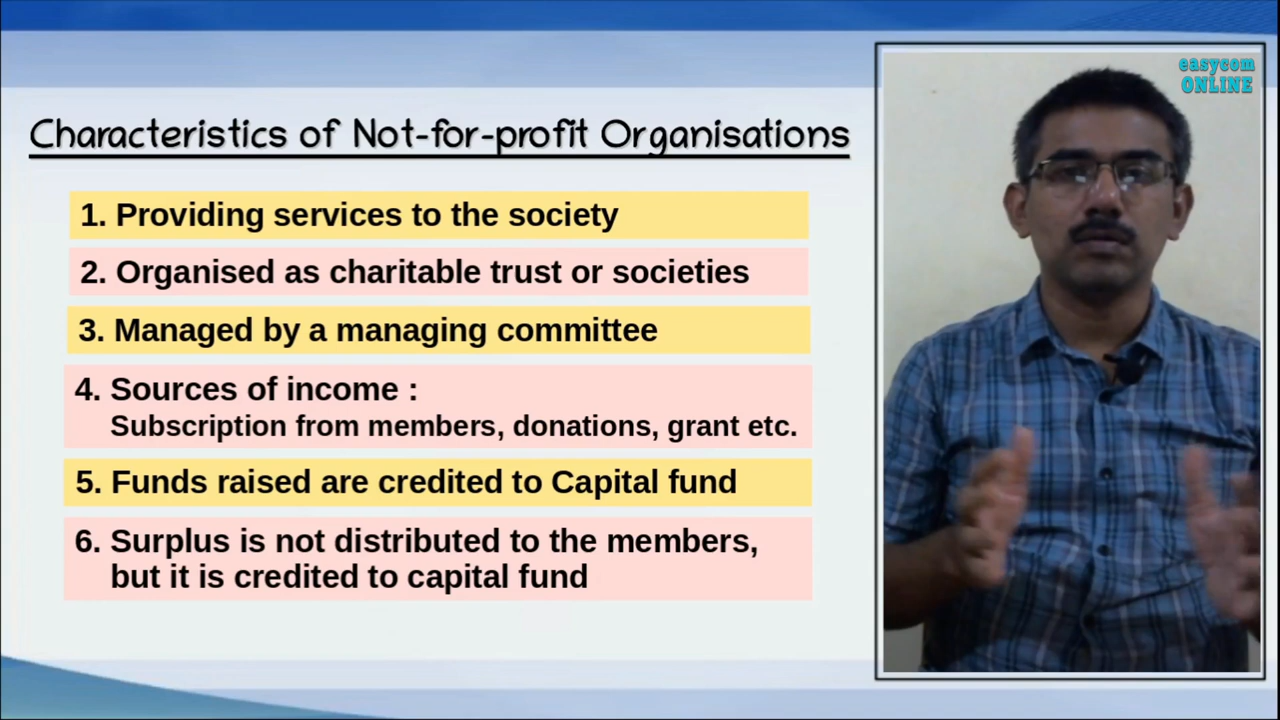 Characteristics of Not-for-profit Organisations
1. Providing services to the society
2. Organised as charitable trust or societies
3. Managed by a managing committee
4. Sources of income :
Subscription from members, donations, grant etc.
5. Funds raised are credited to Capital fund
6. Surplus is not distributed to the members,
but it is credited to capital fund
easycom
ONLINE